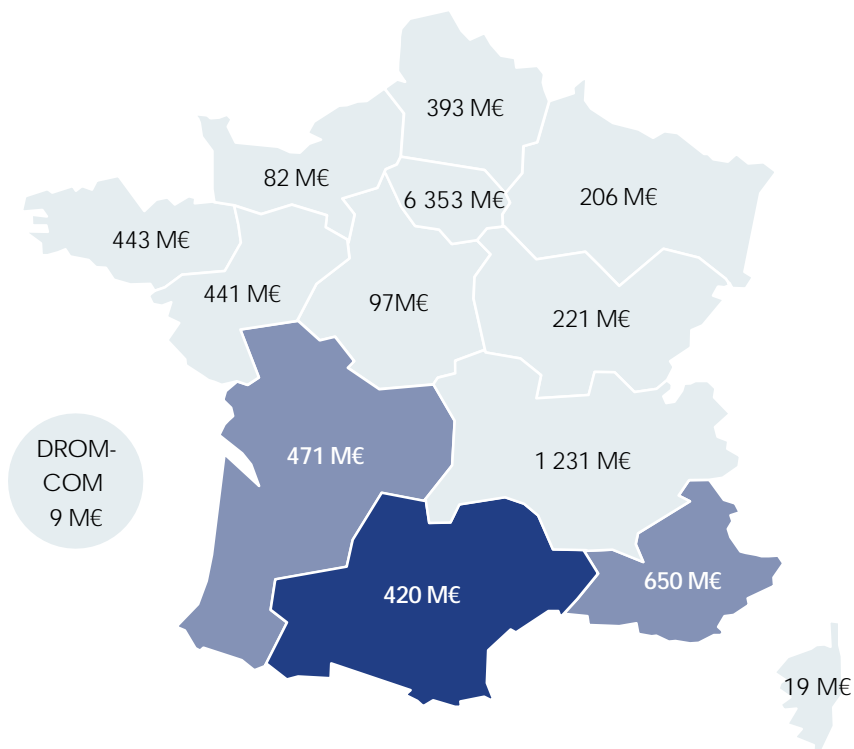 393 M€
82 M€
6 353 M€
206 M€
443 M€
441 M€
97M€
221 M€
DROM-
COM
9 M€
471 M€
1 231 M€
420 M€
650 M€
19 M€